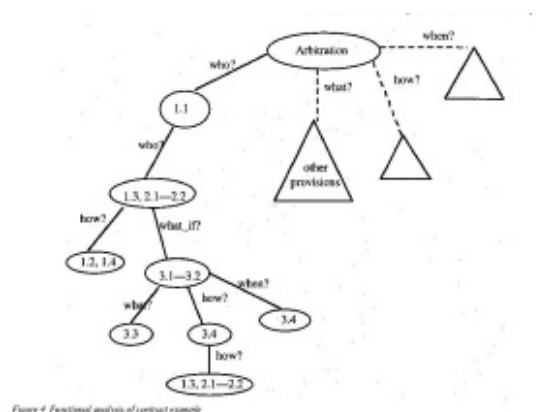 Arbitration
when?
who?
what?
how?
1.1
who?
other
provisions
1.3, 2.1—2.2
how?
what_if?
1.2, 1.4
3.1—3.2
what?
how?
when?
3.3
3.4
3.4
how?
1.3, 2.1—2.2
Figure 4 Functional analysis of contract example